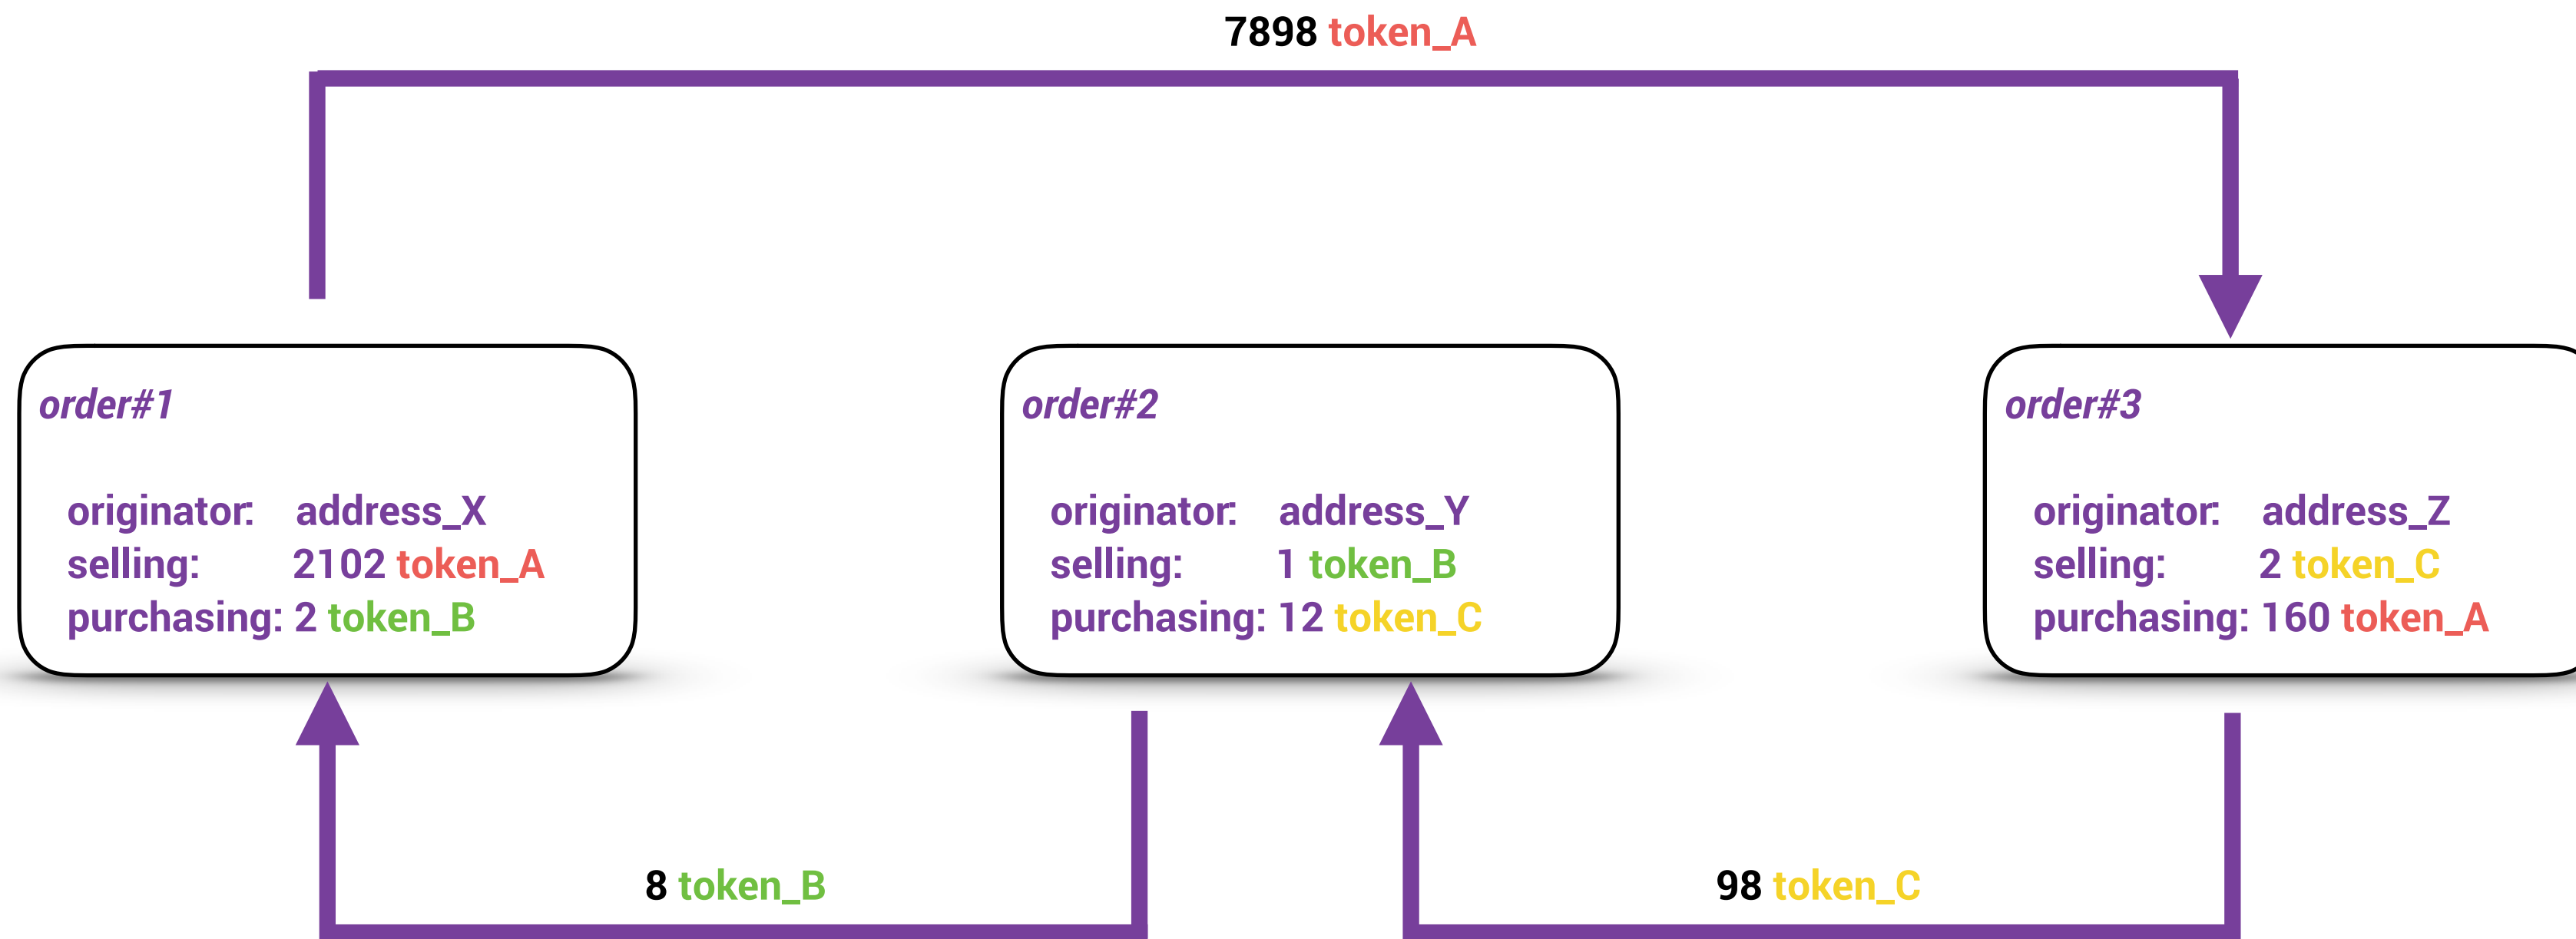 7898 token_A
order#1
originator: address_X
selling: 2102 token_A
purchasing: 2 token_B
order#2
originator: address_Y
selling: 1 token_B
purchasing: 12 token_C
order#3
originator: address_Z
selling: 2 token_C
purchasing: 160 token_A
8 token_B
98 token_C